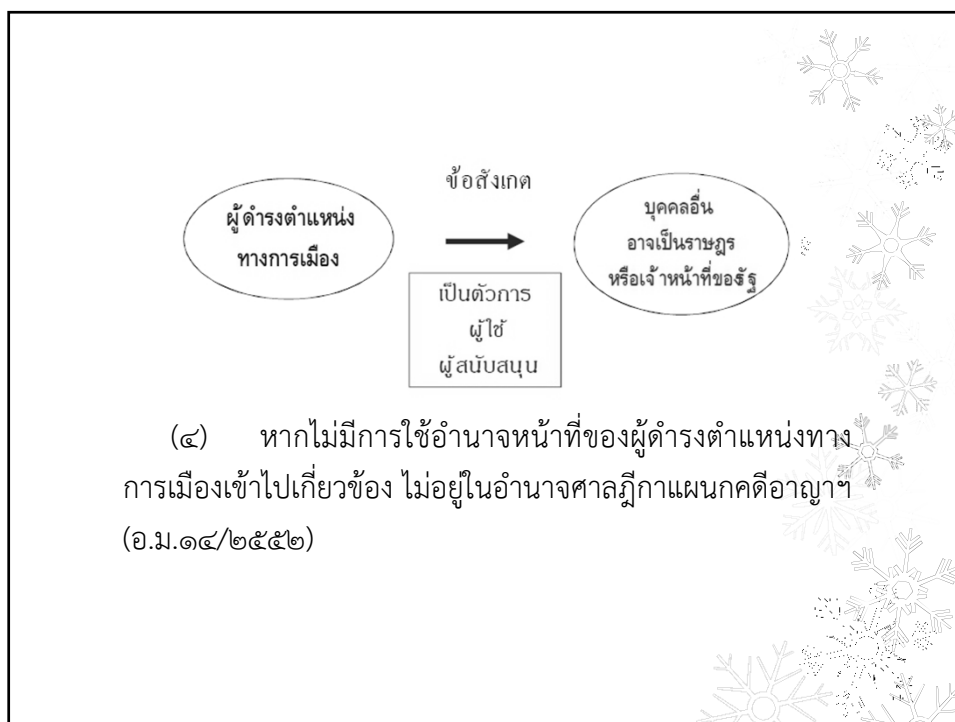 ข้อสังเกต
ผู้ดำรงตำแหน่ง
ทางการเมือง
บุคคลอื่น
อาจเป็นราษฎร
หรือเจ้าหน้าที่ของรัฐ
เป็นตัวการ
ผู้ใช้
ผู้สนับสนุน
(๔) หากไม่มีการใช้อำนาจหน้าที่ของผู้ดำรงตำแหน่งทาง
การเมืองเข้าไปเกี่ยวข้อง ไม่อยู่ในอำนาจศาลฎีกาแผนกคดีอาญาฯ
(อ.ม.๑๔/๒๕๕๒)